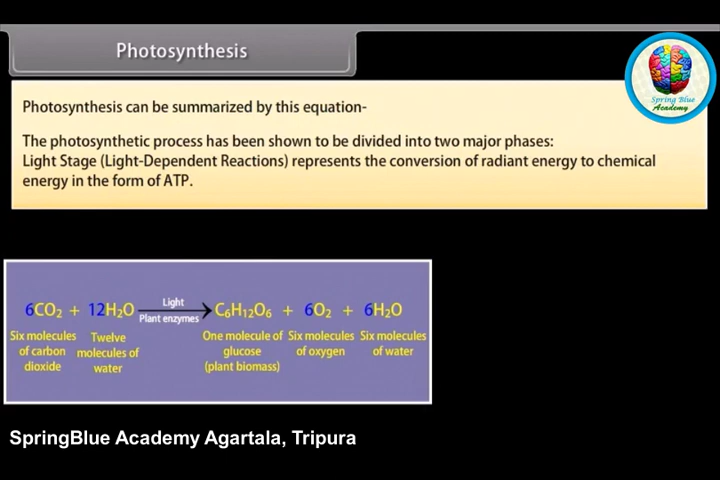 Photosynthesis
Spring Blue
Academy
Photosynthesis can be summarized by this equation-
The photosynthetic process has been shown to be divided into two major phases:
Light Stage (Light-Dependent Reactions) represents the conversion of radiant energy to chemical
energy in the form of ATP.
6CO₂ + 12H₂O Light Plant enzymes → C₆H₁₂O₆ + 6O₂ + 6H₂O
Six molecules of carbon dioxide
Twelve molecules of water
One molecule of glucose (plant biomass)
Six molecules of oxygen
Six molecules of water
SpringBlue Academy Agartala, Tripura